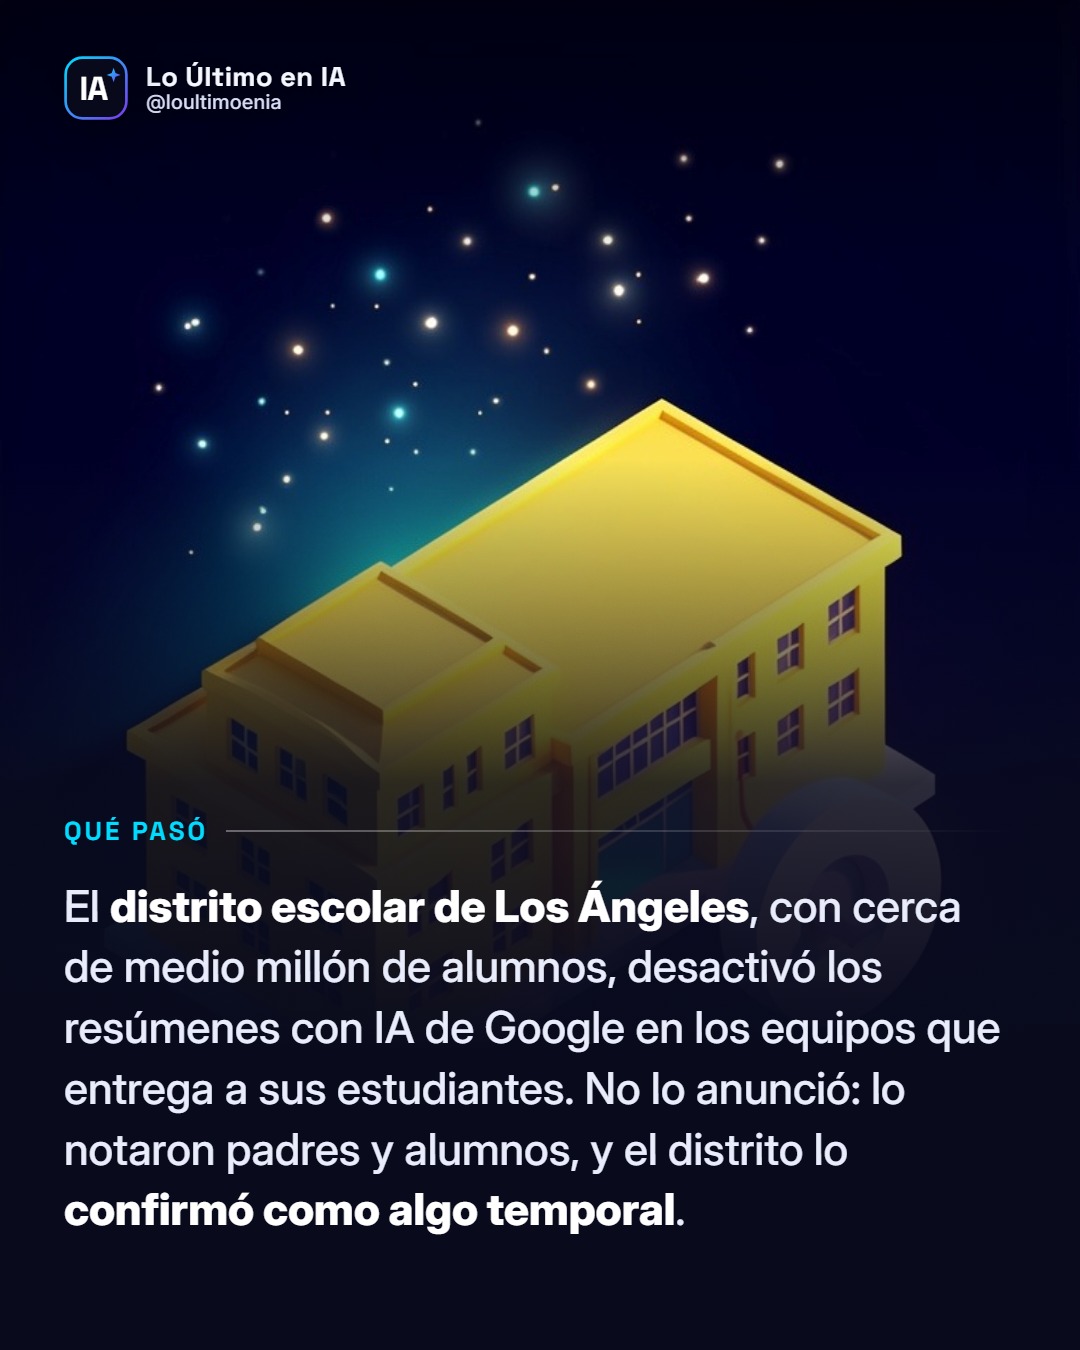 IA
Lo Último en IA
@loultimoenia
QUÉ PASÓ
El distrito escolar de Los Ángeles, con cerca
de medio millón de alumnos, desactivó los
resúmenes con IA de Google en los equipos que
entrega a sus estudiantes. No lo anunció: lo
notaron padres y alumnos, y el distrito lo
confirmó como algo temporal.